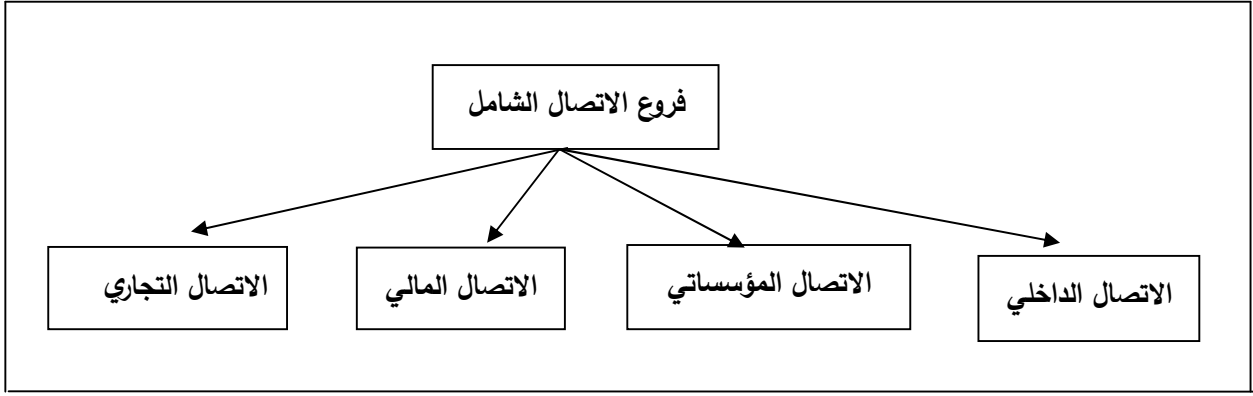 فروع الاتصال الشامل
الاتصال الداخلي
الاتصال المؤسساتي
الاتصال المالي
الاتصال التجاري